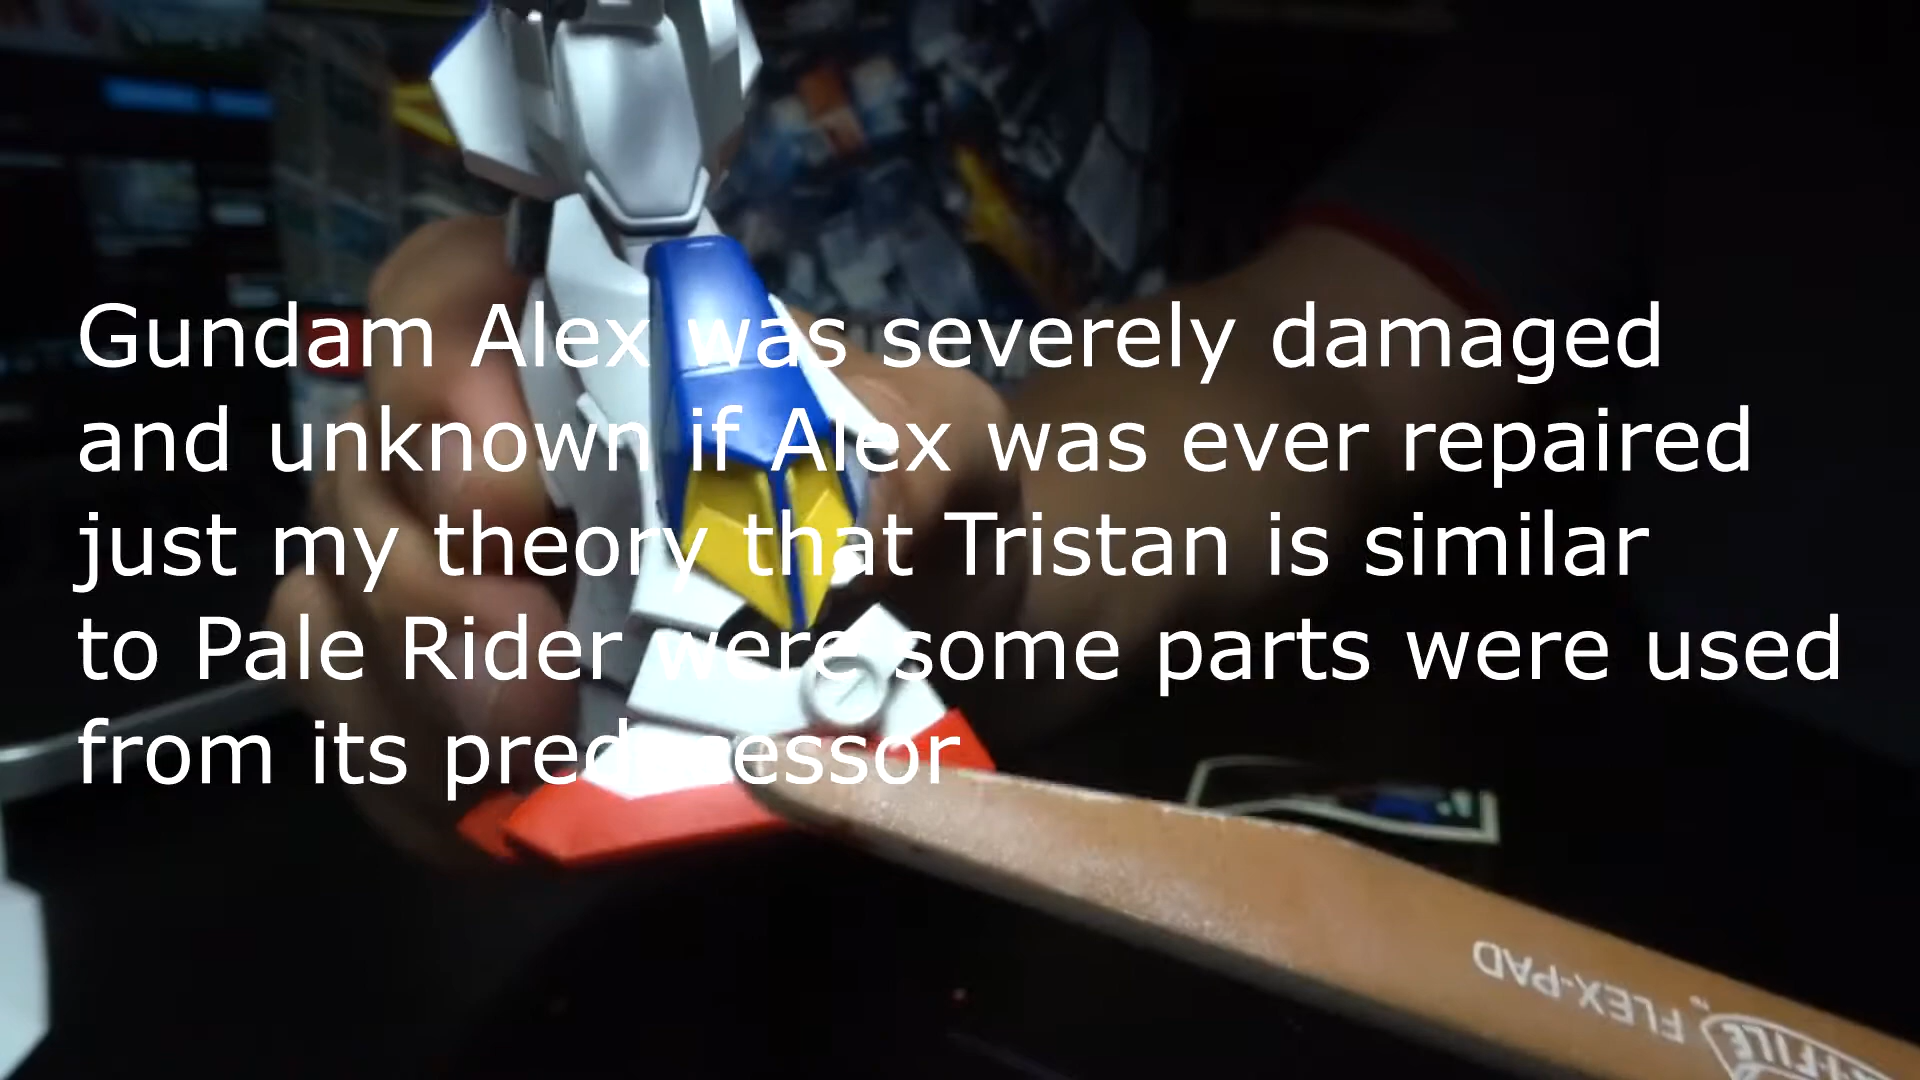 Gundam Alex was severely damaged
and unknown if Alex was ever repaired
just my theory that Tristan is similar
to Pale Rider were some parts were used
from its predecessor
FLEX-PAD